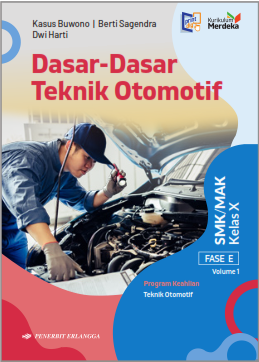 Kasus Buwono | Berti Sagendra
Dwi Harti
Kurikulum
Merdeka
Dasar-Dasar
Teknik Otomotif
SMK/MAK
Kelas X
FASE E
Volume 1
Program Keahlian
Teknik Otomotif
PENERBIT ERLANGGA